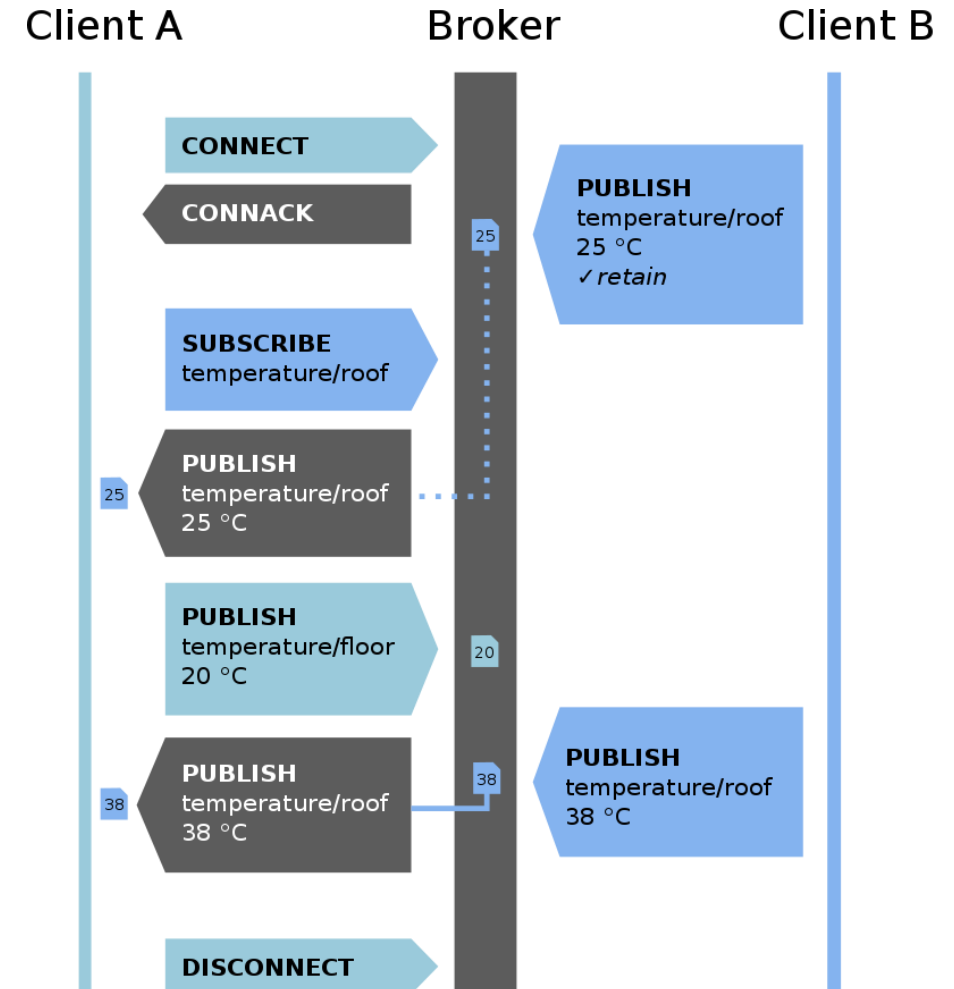 Client A
Broker
Client B
CONNECT
CONNACK
PUBLISH
temperature/roof
25 °C
✓retain
25
SUBSCRIBE
temperature/roof
PUBLISH
temperature/roof
25 °C
25
PUBLISH
temperature/floor
20 °C
20
PUBLISH
temperature/roof
38 °C
38
PUBLISH
temperature/roof
38 °C
38
DISCONNECT